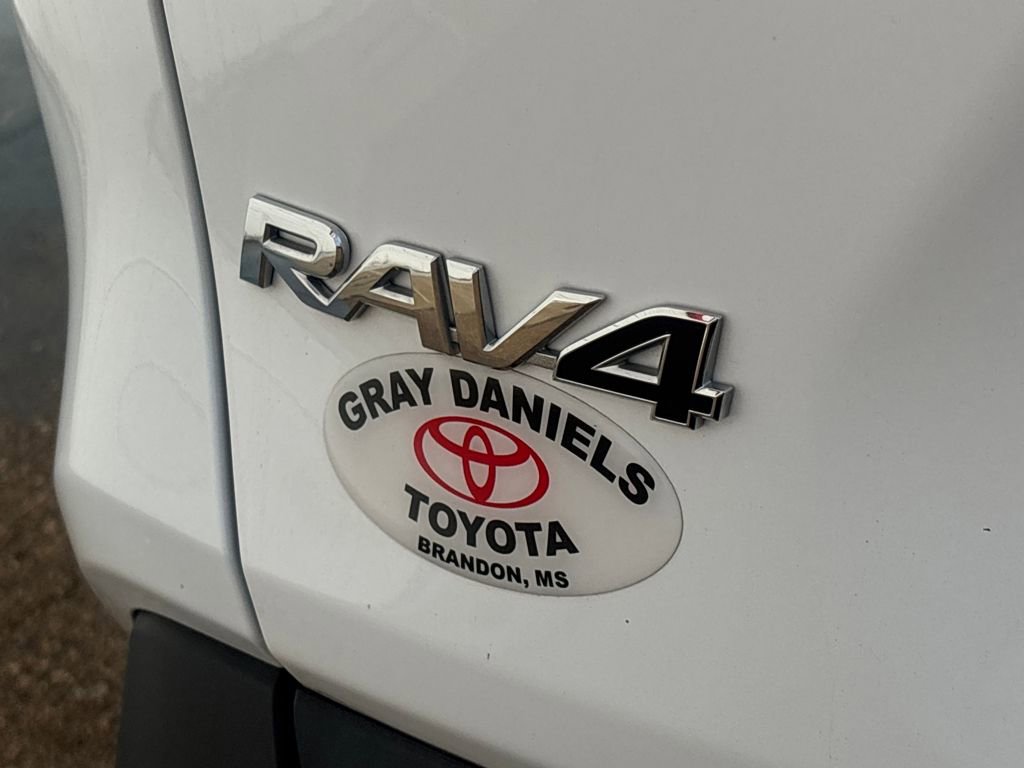 RAV4
GRAY DANIELS
TOYOTA
BRANDON, MS